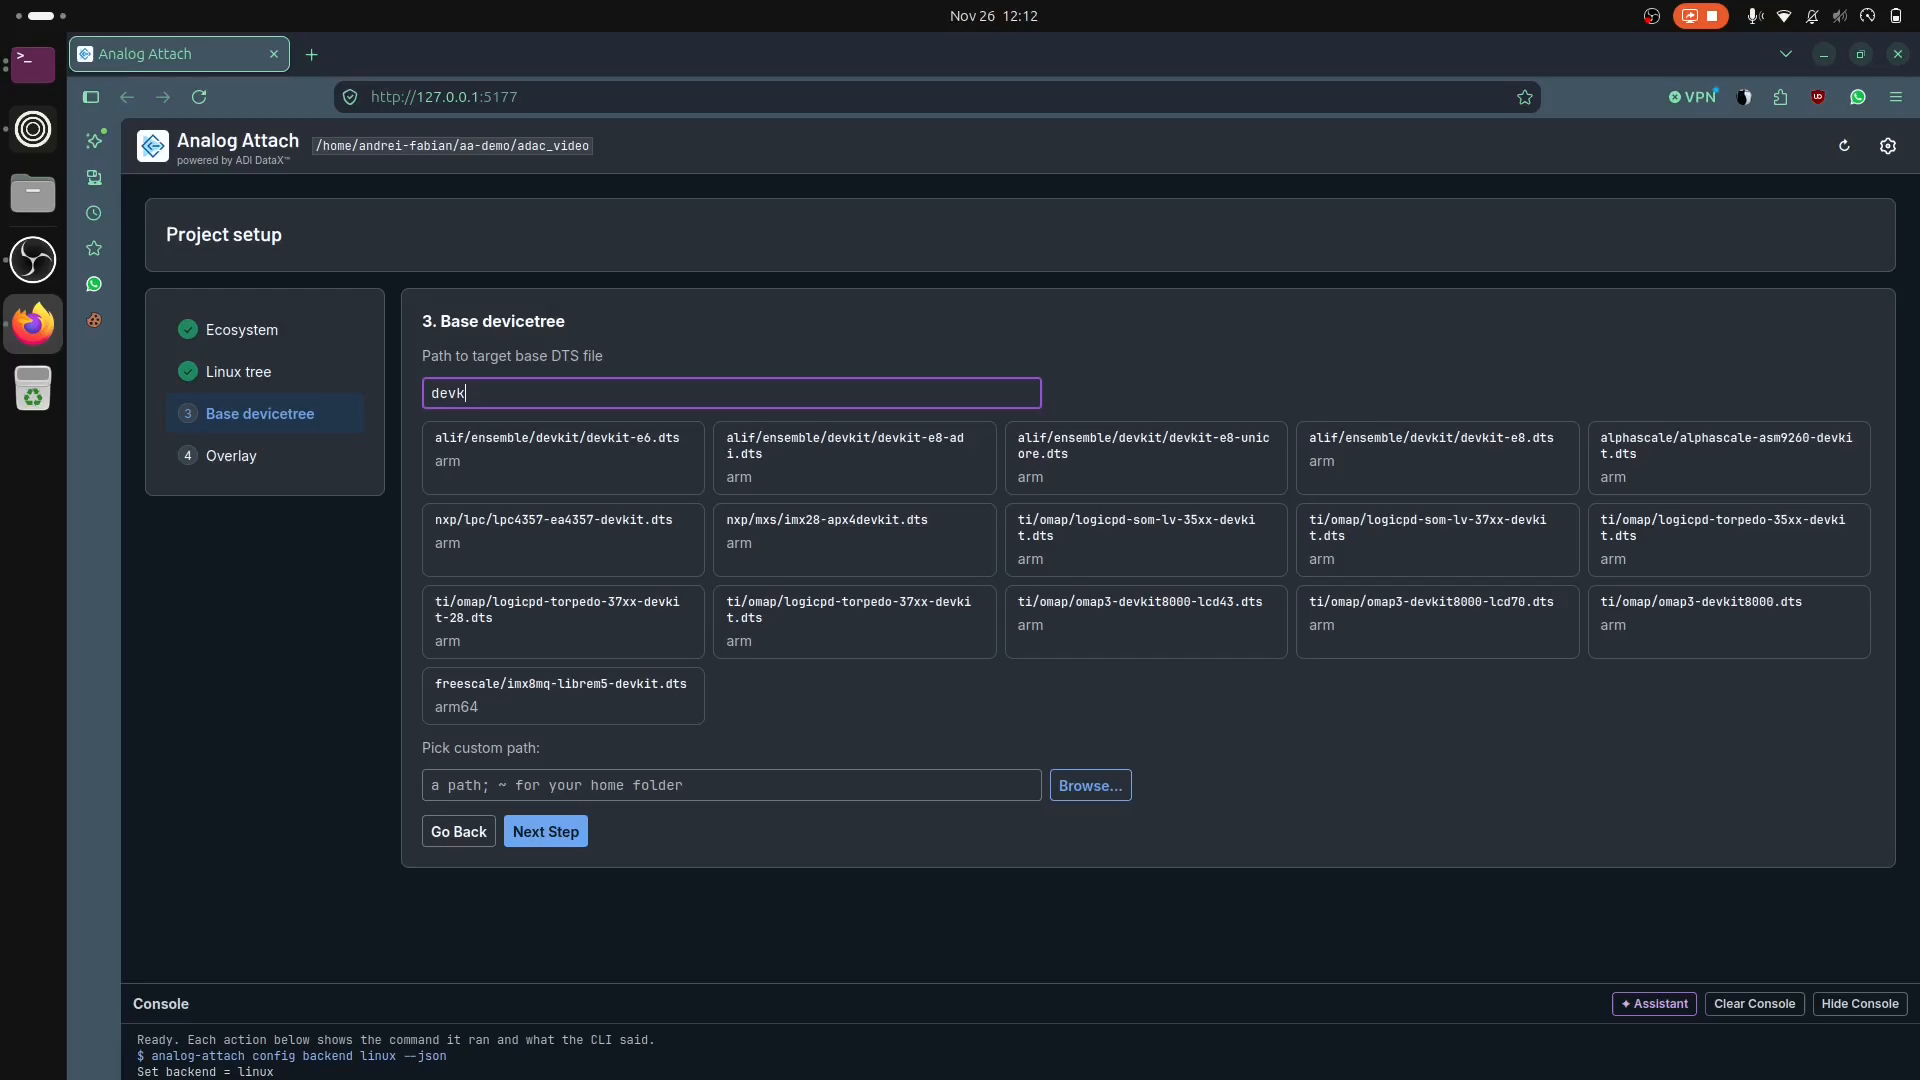 Nov 26 12:12
Analog Attach
http://127.0.0.1:5177
VPN
Analog Attach
powered by ADI DataX™
/home/andrei-fabian/aa-demo/adac_video
Project setup
Ecosystem
Linux tree
3 Base devicetree
4 Overlay
3. Base devicetree
Path to target base DTS file
devk
alif/ensemble/devkit/devkit-e6.dts
arm
alif/ensemble/devkit/devkit-e8-ad
i.dts
arm
alif/ensemble/devkit/devkit-e8-unic
ore.dts
arm
alif/ensemble/devkit/devkit-e8.dts
arm
alphascale/alphascale-asm9260-devki
t.dts
arm
nxp/lpc/lpc4357-ea4357-devkit.dts
arm
nxp/mxs/imx28-apx4devkit.dts
arm
ti/omap/logicpd-som-lv-35xx-devki
t.dts
arm
ti/omap/logicpd-som-lv-37xx-devki
t.dts
arm
ti/omap/logicpd-torpedo-35xx-devki
t.dts
arm
ti/omap/logicpd-torpedo-37xx-devki
t-28.dts
arm
ti/omap/logicpd-torpedo-37xx-devki
t.dts
arm
ti/omap/omap3-devkit8000-lcd43.dts
arm
ti/omap/omap3-devkit8000-lcd70.dts
arm
ti/omap/omap3-devkit8000.dts
arm
freescale/imx8mq-librem5-devkit.dts
arm64
Pick custom path:
a path; ~ for your home folder
Browse...
Go Back
Next Step
Console
✦ Assistant
Clear Console
Hide Console
Ready. Each action below shows the command it ran and what the CLI said.
$ analog-attach config backend linux --json
Set backend = linux